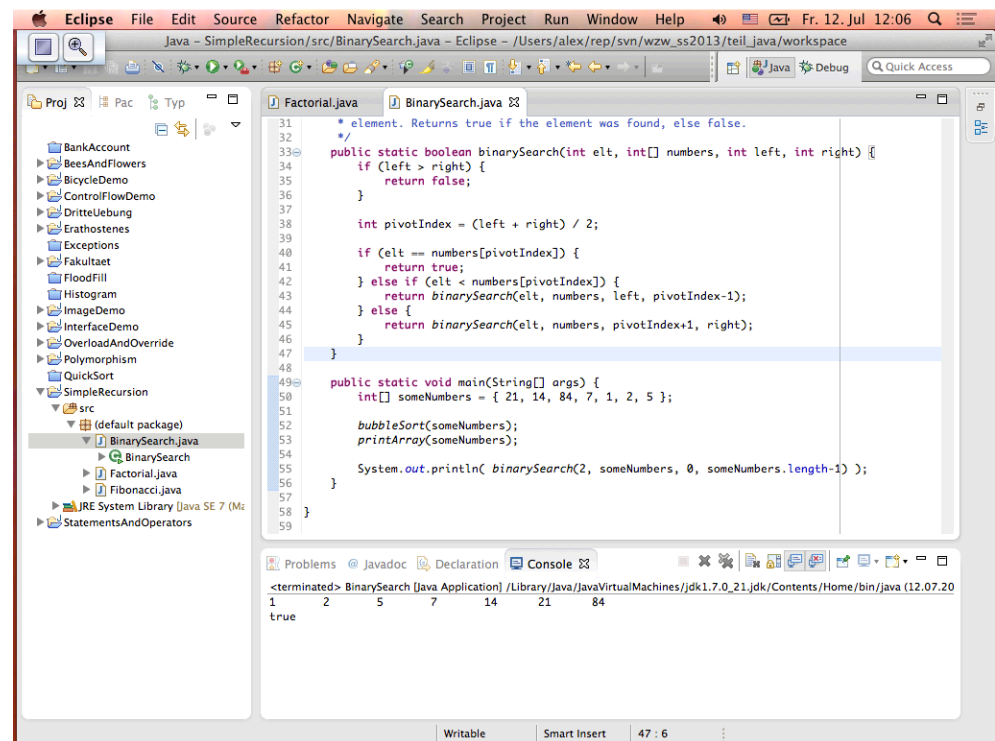 Eclipse File Edit Source Refactor Navigate Search Project Run Window Help Fr. 12. Jul 12:06
Java – SimpleRecursion/src/BinarySearch.java – Eclipse – /Users/alex/rep/svn/wzw_ss2013/teil_java/workspace
Java Debug Quick Access
Proj Pac Typ
BankAccount
BeesAndFlowers
BicycleDemo
ControlFlowDemo
DritteUebung
Erathostenes
Exceptions
Fakultaet
FloodFill
Histogram
ImageDemo
InterfaceDemo
OverloadAndOverride
Polymorphism
QuickSort
SimpleRecursion
src
(default package)
BinarySearch.java
BinarySearch
Factorial.java
Fibonacci.java
JRE System Library [Java SE 7 (Ma
StatementsAndOperators
Factorial.java BinarySearch.java
31 * element. Returns true if the element was found, else false.
32 */
33 public static boolean binarySearch(int elt, int[] numbers, int left, int right) {
34 if (left > right) {
35 return false;
36 }
37
38 int pivotIndex = (left + right) / 2;
39
40 if (elt == numbers[pivotIndex]) {
41 return true;
42 } else if (elt < numbers[pivotIndex]) {
43 return binarySearch(elt, numbers, left, pivotIndex-1);
44 } else {
45 return binarySearch(elt, numbers, pivotIndex+1, right);
46 }
47 }
48
49 public static void main(String[] args) {
50 int[] someNumbers = { 21, 14, 84, 7, 1, 2, 5 };
51
52 bubbleSort(someNumbers);
53 printArray(someNumbers);
54
55 System.out.println( binarySearch(2, someNumbers, 0, someNumbers.length-1) );
56 }
57
58 }
59
Problems @ Javadoc Declaration Console
<terminated> BinarySearch [Java Application] /Library/Java/JavaVirtualMachines/jdk1.7.0_21.jdk/Contents/Home/bin/java (12.07.20
1 2 5 7 14 21 84
true
Writable Smart Insert 47 : 6